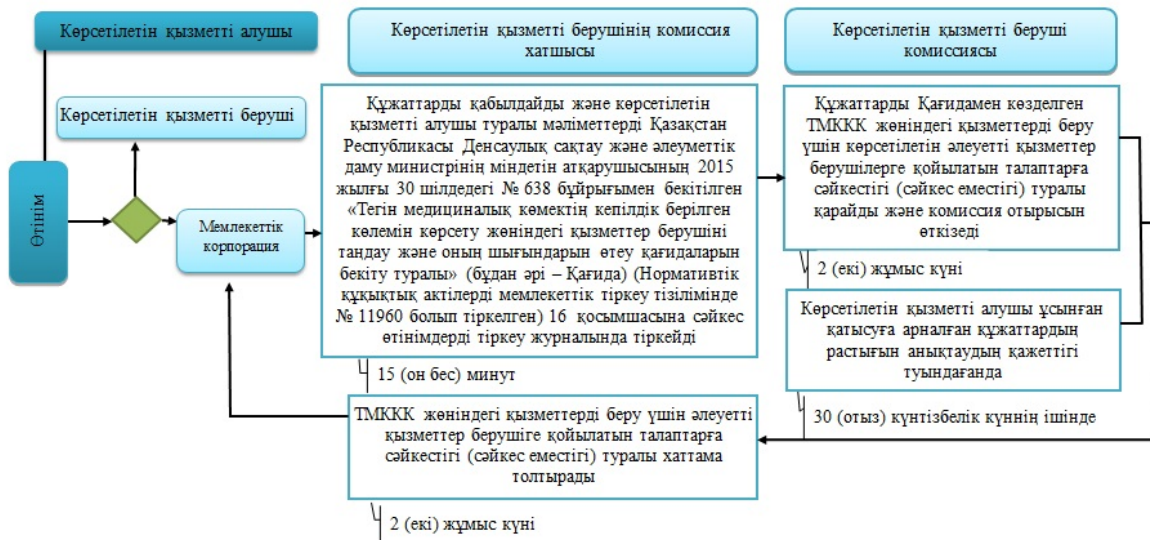 Көрсетілетін қызметті алушы
Көрсетілетін қызметті берушінің комиссия
хатшысы
Көрсетілетін қызметті беруші
комиссиясы
Көрсетілетін қызметті беруші
Өтінім
Мемлекеттік
корпорация
Құжаттарды қабылдайды және көрсетілетін
қызметті алушы туралы мәліметтерді Қазақстан
Республикасы Денсаулық сақтау және әлеуметтік
даму министрінің міндетін атқарушысының 2015
жылғы 30 шілдедегі № 638 бұйрығымен бекітілген
«Тегін медициналық көмектің кепілдік берілген
көлемін көрсету жөніндегі қызметтер берушіні
таңдау және оның шығындарын өтеу қағидаларын
бекіту туралы» (бұдан әрі – Қағида) (Нормативтік
құқықтық актілерді мемлекеттік тіркеу тізілімінде
№ 11960 болып тіркелген) 16 қосымшасына сәйкес
өтінімдерді тіркеу журналында тіркейді
15 (он бес) минут
Құжаттарды Қағидамен көзделген
ТМККК жөніндегі қызметтерді беру
үшін көрсетілетін әлеуетті қызметтер
берушілерге қойылатын талаптарға
сәйкестігі (сәйкес еместігі) туралы
қарайды және комиссия отырысын
өткізеді
2 (екі) жұмыс күні
Көрсетілетін қызметті алушы ұсынған
қатысуға арналған құжаттардың
растығын анықтаудың қажеттігі
туындағанда
30 (отыз) күнтізбелік күннің ішінде
ТМККК жөніндегі қызметтерді беру үшін әлеуетті
қызметтер берушіге қойылатын талаптарға
сәйкестігі (сәйкес еместігі) туралы хаттама
толтырады
2 (екі) жұмыс күні